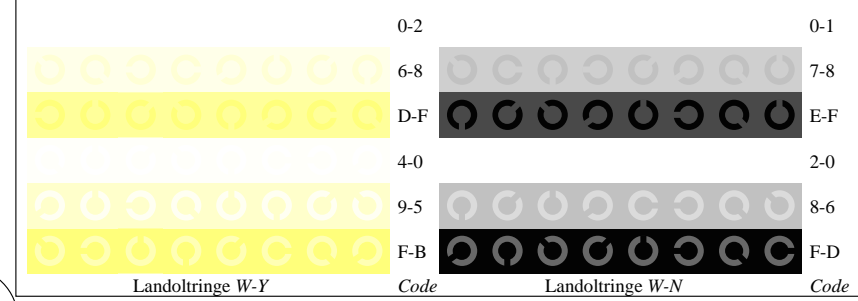 0-2 0-1
6-8 7-8
D-F E-F
4-0 2-0
9-5 8-6
F-B F-D
Landoltringe W-Y Code Landoltringe W-N Code